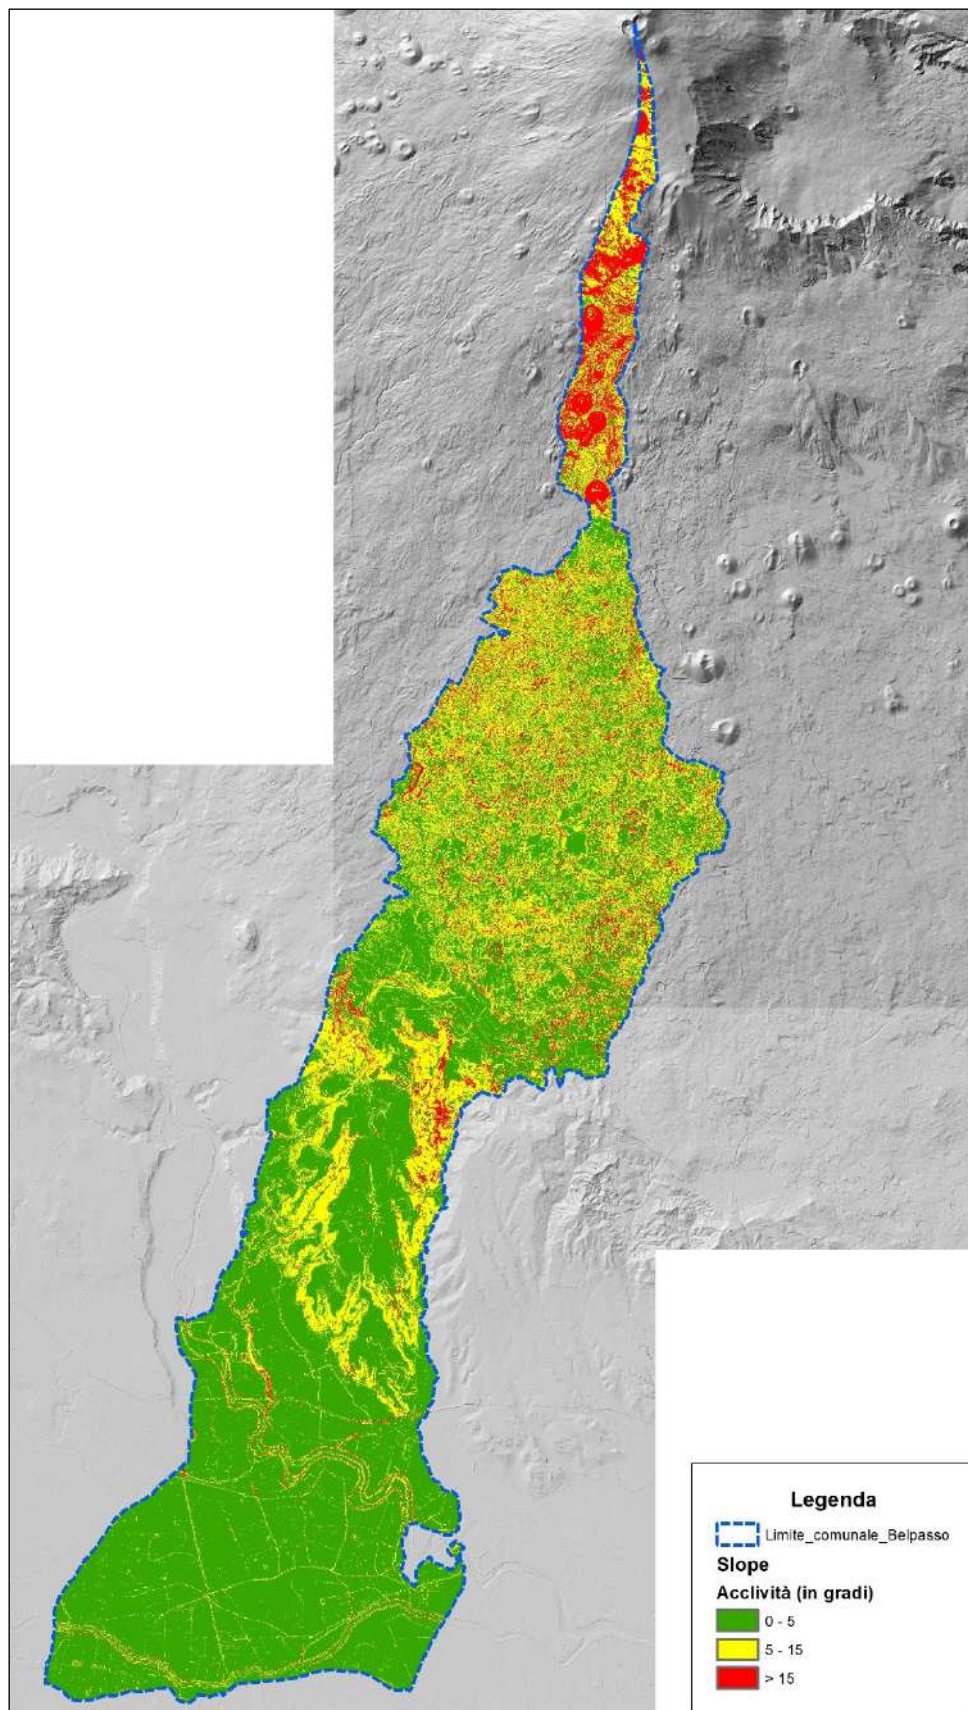 Legenda
Limite_comunale_Belpasso
Slope
Acclività (in gradi)
0 - 5
5 - 15
> 15